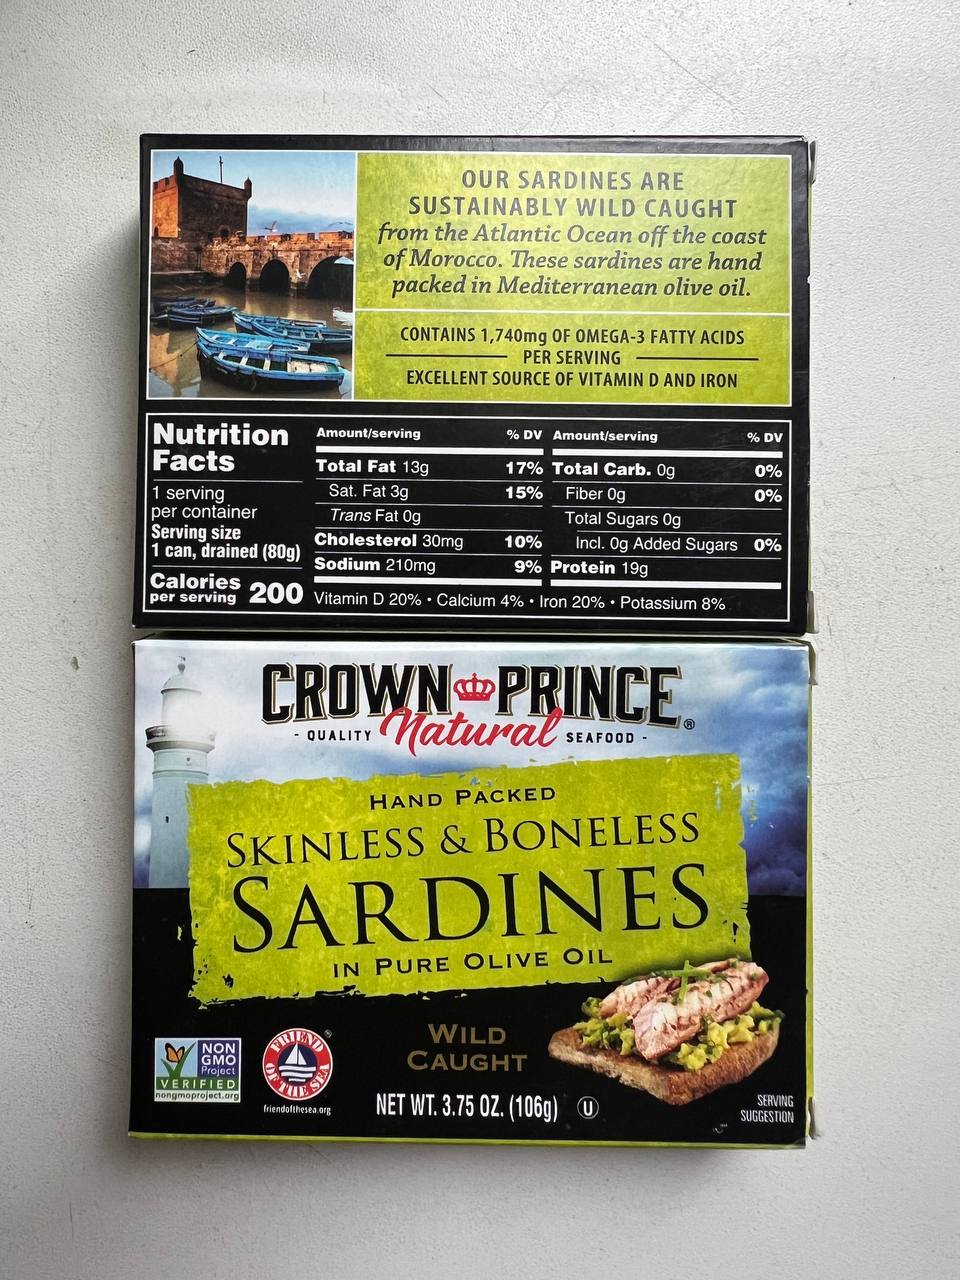 OUR SARDINES ARE
SUSTAINABLY WILD CAUGHT
from the Atlantic Ocean off the coast
of Morocco. These sardines are hand
packed in Mediterranean olive oil.
CONTAINS 1,740mg OF OMEGA-3 FATTY ACIDS
PER SERVING
EXCELLENT SOURCE OF VITAMIN D AND IRON
Nutrition
Facts
1 serving
per container
Serving size
1 can, drained (80g)
Calories
per serving 200
Amount/serving % DV
Total Fat 13g 17%
Sat. Fat 3g 15%
Trans Fat 0g
Cholesterol 30mg 10%
Sodium 210mg 9%
Amount/serving % DV
Total Carb. 0g 0%
Fiber 0g 0%
Total Sugars 0g
Incl. 0g Added Sugars 0%
Protein 19g
Vitamin D 20% • Calcium 4% • Iron 20% • Potassium 8%
CROWN PRINCE ®
- QUALITY Natural SEAFOOD -
HAND PACKED
SKINLESS & BONELESS
SARDINES
IN PURE OLIVE OIL
WILD
CAUGHT
NON
GMO
Project
VERIFIED
nongmoproject.org
FRIEND
OF THE SEA
®
friendofthesea.org
NET WT. 3.75 OZ. (106g) U
SERVING
SUGGESTION